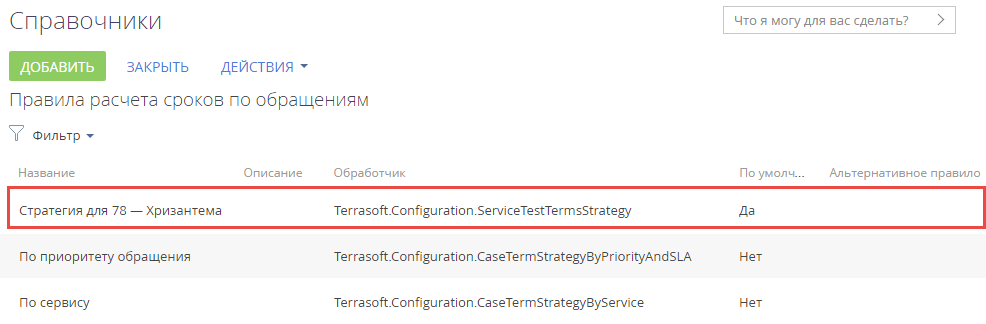 Справочники
Что я могу для вас сделать?
ДОБАВИТЬ ЗАКРЫТЬ ДЕЙСТВИЯ
Правила расчета сроков по обращениям
Фильтр
Название Описание Обработчик По умолч... Альтернативное правило
Стратегия для 78 — Хризантема Terrasoft.Configuration.ServiceTestTermsStrategy Да
По приоритету обращения Terrasoft.Configuration.CaseTermStrategyByPriorityAndSLA Нет
По сервису Terrasoft.Configuration.CaseTermStrategyByService Нет